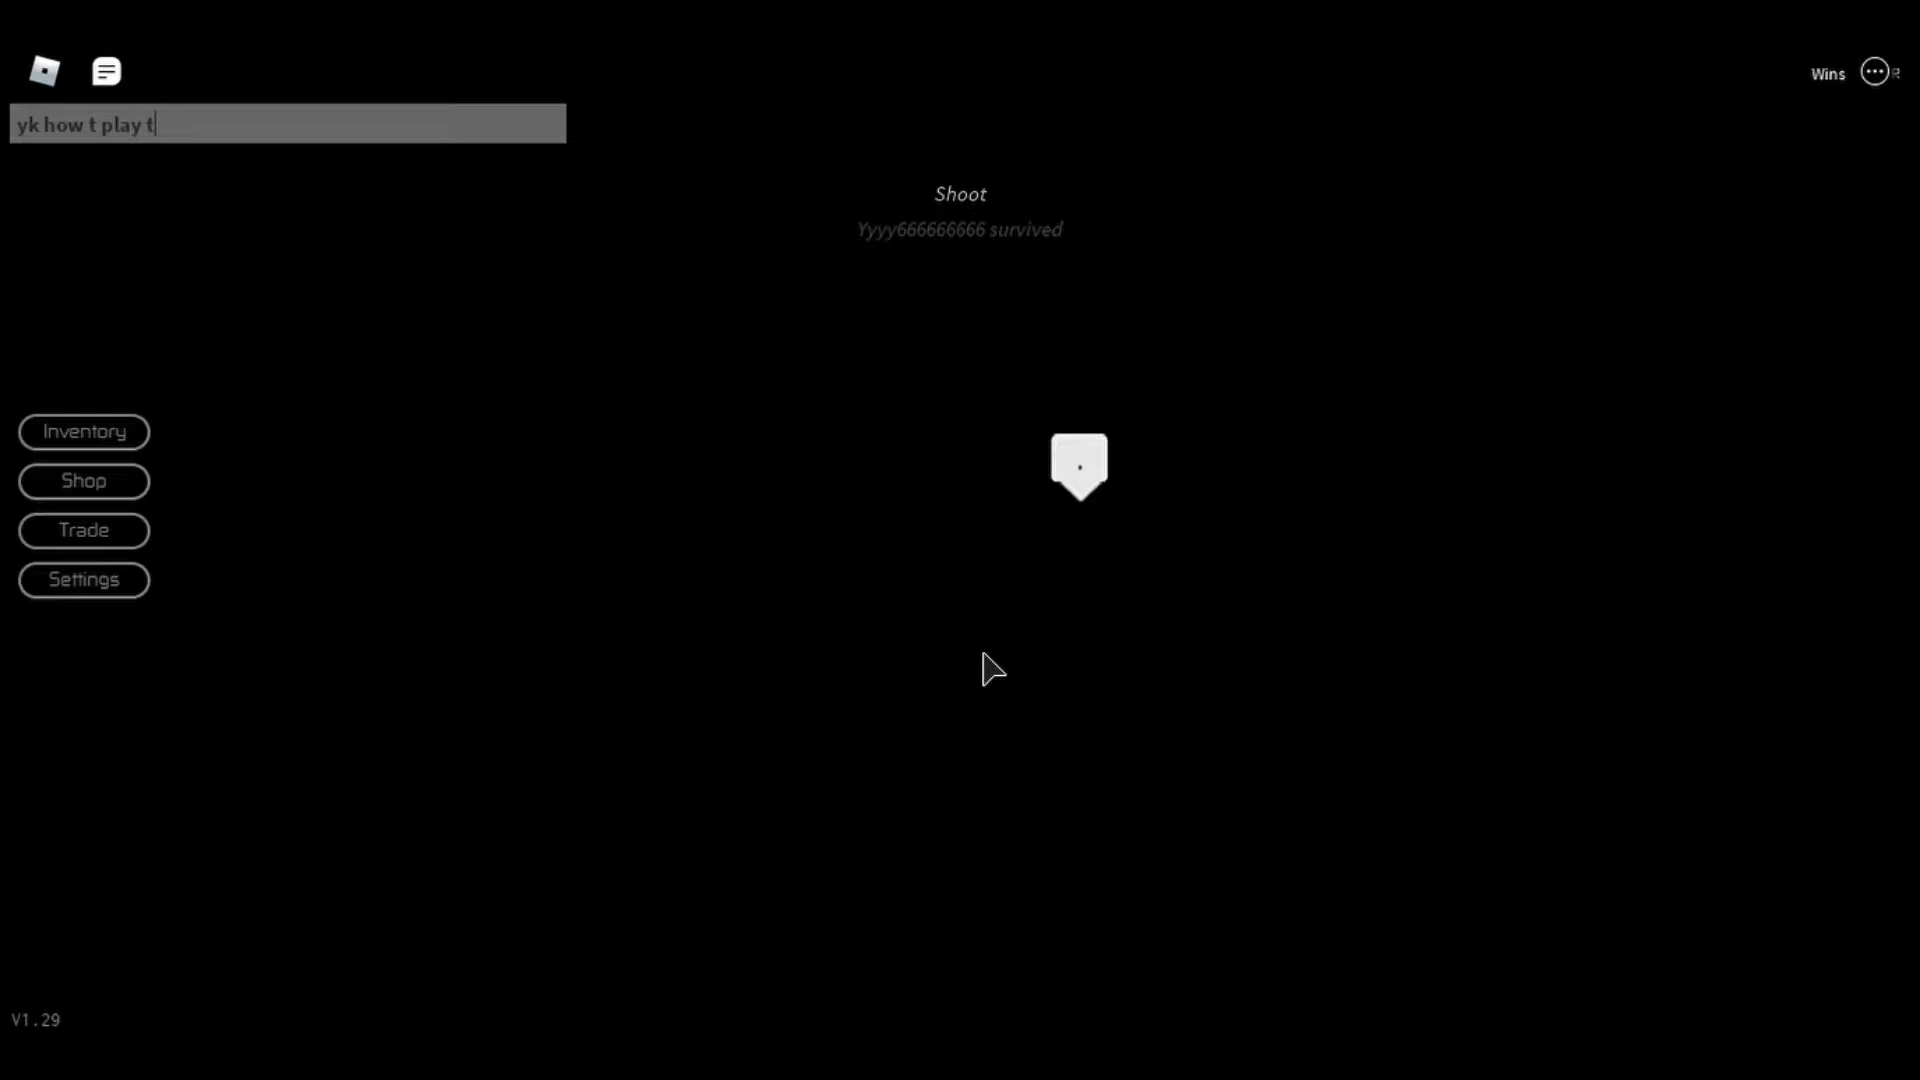 Wins
yk how t play t
Shoot
Yyyy666666666 survived
Inventory
Shop
Trade
Settings
V1.29